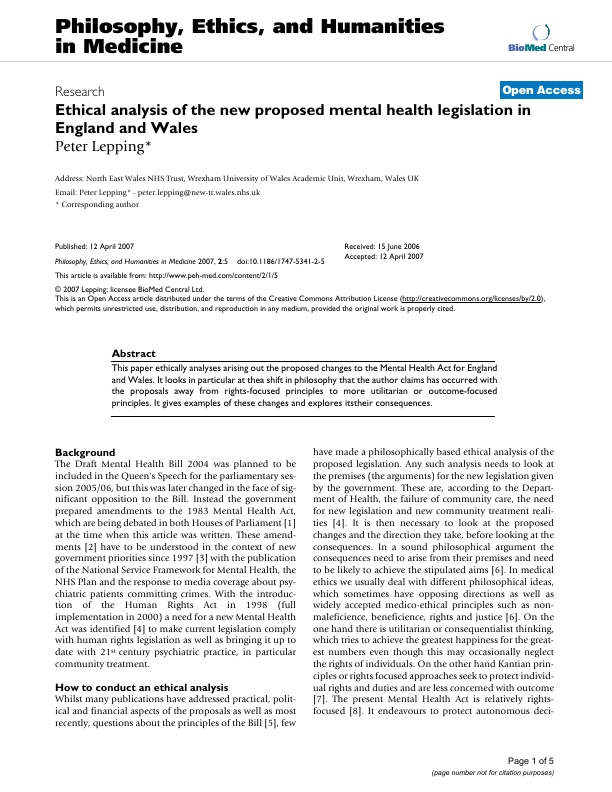 Philosophy, Ethics, and Humanities
in Medicine
BioMed Central
Research
Open Access
Ethical analysis of the new proposed mental health legislation in
England and Wales
Peter Lepping*
Address: North East Wales NHS Trust, Wrexham University of Wales Academic Unit, Wrexham, Wales UK
Email: Peter Lepping* - peter.lepping@new-tr.wales.nhs.uk
* Corresponding author
Published: 12 April 2007
Philosophy, Ethics, and Humanities in Medicine 2007, 2:5 doi:10.1186/1747-5341-2-5
Received: 15 June 2006
Accepted: 12 April 2007
This article is available from: http://www.peh-med.com/content/2/1/5
© 2007 Lepping; licensee BioMed Central Ltd.
This is an Open Access article distributed under the terms of the Creative Commons Attribution License (http://creativecommons.org/licenses/by/2.0),
which permits unrestricted use, distribution, and reproduction in any medium, provided the original work is properly cited.
Abstract
This paper ethically analyses arising out the proposed changes to the Mental Health Act for England
and Wales. It looks in particular at thea shift in philosophy that the author claims has occurred with
the proposals away from rights-focused principles to more utilitarian or outcome-focused
principles. It gives examples of these changes and explores itstheir consequences.
Background
The Draft Mental Health Bill 2004 was planned to be
included in the Queen's Speech for the parliamentary ses-
sion 2005/06, but this was later changed in the face of sig-
nificant opposition to the Bill. Instead the government
prepared amendments to the 1983 Mental Health Act,
which are being debated in both Houses of Parliament [1]
at the time when this article was written. These amend-
ments [2] have to be understood in the context of new
government priorities since 1997 [3] with the publication
of the National Service Framework for Mental Health, the
NHS Plan and the response to media coverage about psy-
chiatric patients committing crimes. With the introduc-
tion of the Human Rights Act in 1998 (full
implementation in 2000) a need for a new Mental Health
Act was identified [4] to make current legislation comply
with human rights legislation as well as bringing it up to
date with 21st century psychiatric practice, in particular
community treatment.
How to conduct an ethical analysis
Whilst many publications have addressed practical, polit-
ical and financial aspects of the proposals as well as most
recently, questions about the principles of the Bill [5], few
have made a philosophically based ethical analysis of the
proposed legislation. Any such analysis needs to look at
the premises (the arguments) for the new legislation given
by the government. These are, according to the Depart-
ment of Health, the failure of community care, the need
for new legislation and new community treatment reali-
ties [4]. It is then necessary to look at the proposed
changes and the direction they take, before looking at the
consequences. In a sound philosophical argument the
consequences need to arise from their premises and need
to be likely to achieve the stipulated aims [6]. In medical
ethics we usually deal with different philosophical ideas,
which sometimes have opposing directions as well as
widely accepted medico-ethical principles such as non-
maleficience, beneficience, rights and justice [6]. On the
one hand there is utilitarian or consequentialist thinking,
which tries to achieve the greatest happiness for the great-
est numbers even though this may occasionally neglect
the rights of individuals. On the other hand Kantian prin-
ciples or rights focused approaches seek to protect individ-
ual rights and duties and are less concerned with outcome
[7]. The present Mental Health Act is relatively rights-
focused [8]. It endeavours to protect autonomous deci-
Page 1 of 5
(page number not for citation purposes)